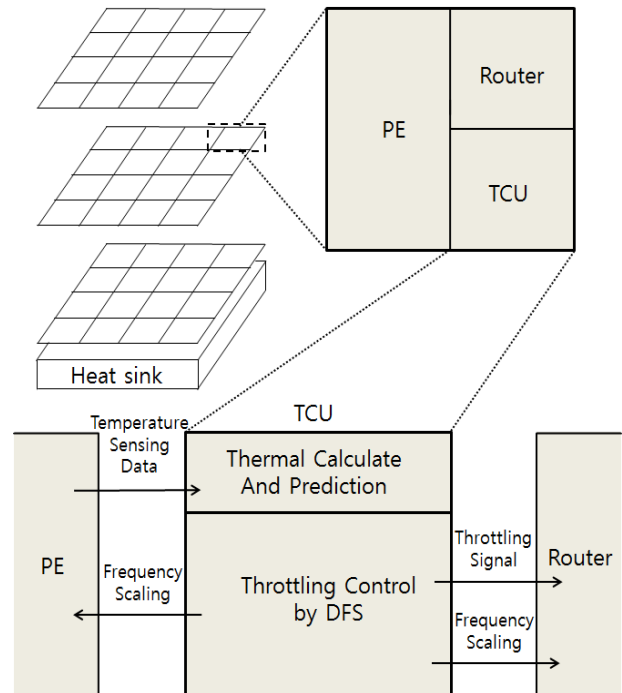 Router
PE
TCU
Heat sink
TCU
Temperature
Sensing
Data
Thermal Calculate
And Prediction
PE
Frequency
Scaling
Throttling Control
by DFS
Throttling
Signal
Router
Frequency
Scaling